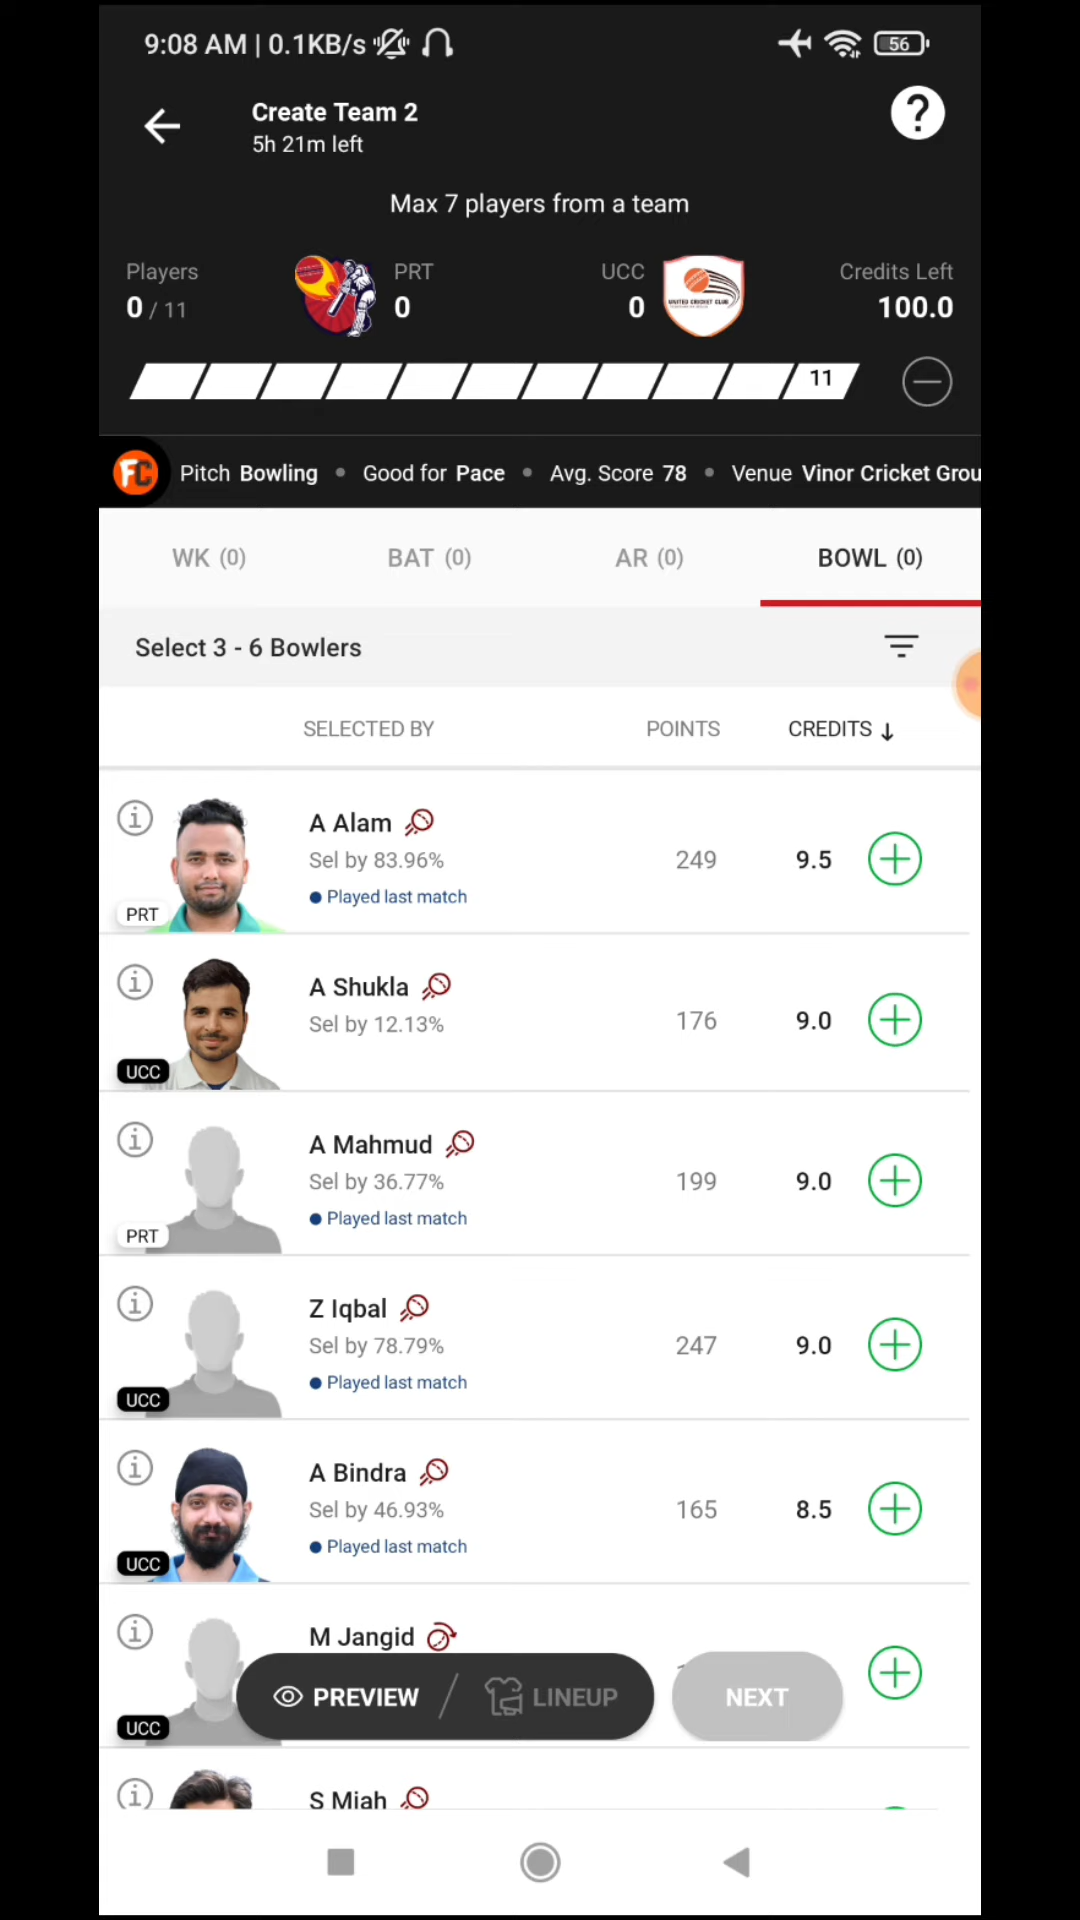 9:08 AM | 0.1KB/s
56
Create Team 2
5h 21m left
?
Max 7 players from a team
Players
0 / 11
PRT
0
UCC
0
UNITED CRICKET CLUB
Credits Left
100.0
11
FC Pitch Bowling • Good for Pace • Avg. Score 78 • Venue Vinor Cricket Grou
WK (0) BAT (0) AR (0) BOWL (0)
Select 3 - 6 Bowlers
SELECTED BY POINTS CREDITS ↓
A Alam
Sel by 83.96%
Played last match
PRT
249 9.5
A Shukla
Sel by 12.13%
UCC
176 9.0
A Mahmud
Sel by 36.77%
Played last match
PRT
199 9.0
Z Iqbal
Sel by 78.79%
Played last match
UCC
247 9.0
A Bindra
Sel by 46.93%
Played last match
UCC
165 8.5
M Jangid
UCC
PREVIEW / LINEUP
NEXT
S Miah